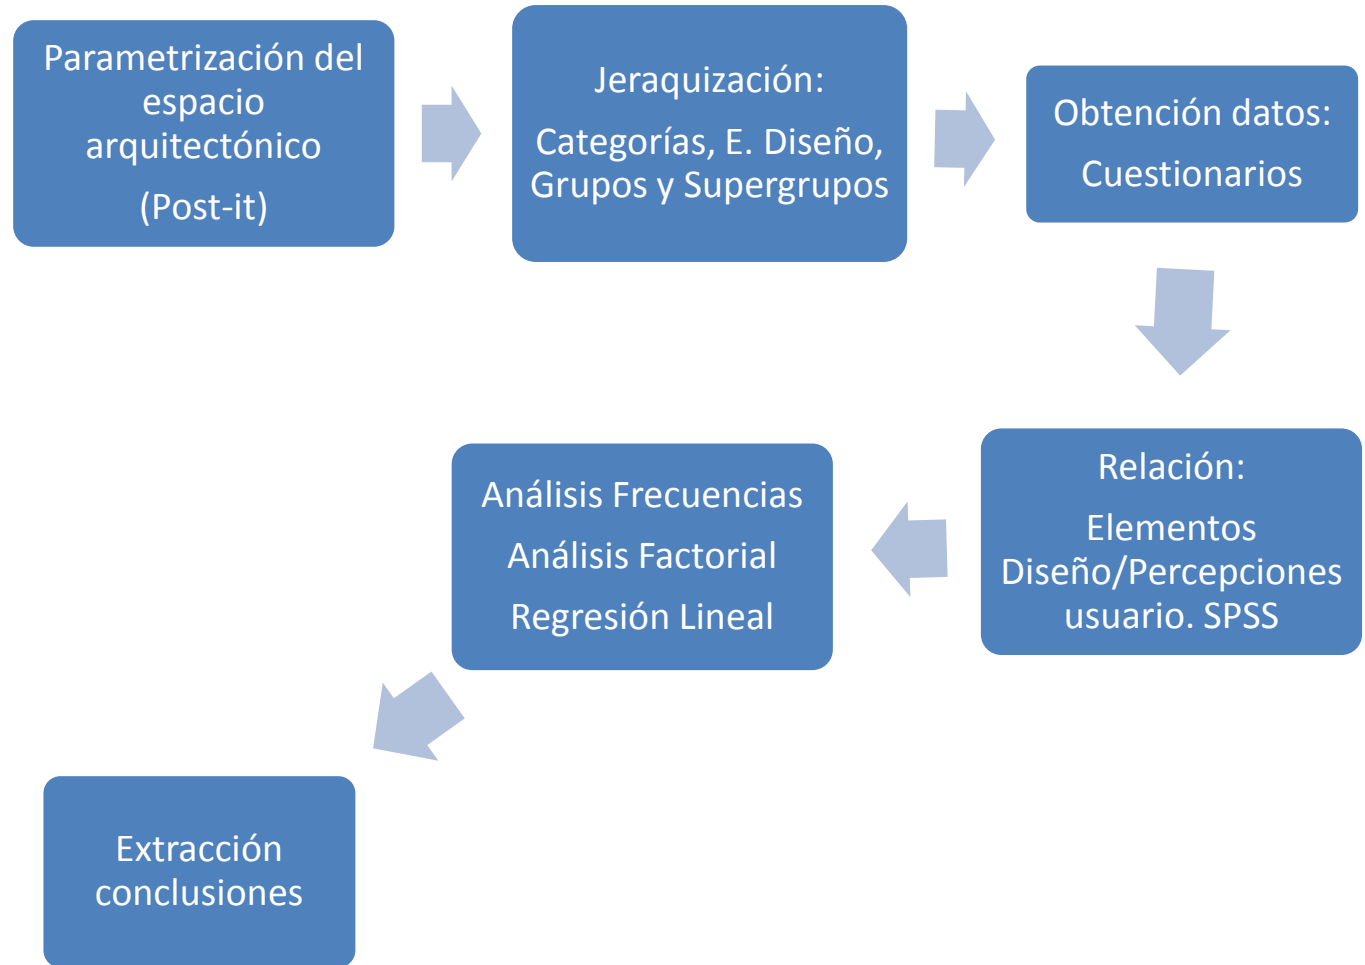 Parametrización del
espacio
arquitectónico
(Post-it)
Jeraquización:
Categorías, E. Diseño,
Grupos y Supergrupos
Obtención datos:
Cuestionarios
Relación:
Elementos
Diseño/Percepciones
usuario. SPSS
Análisis Frecuencias
Análisis Factorial
Regresión Lineal
Extracción
conclusiones